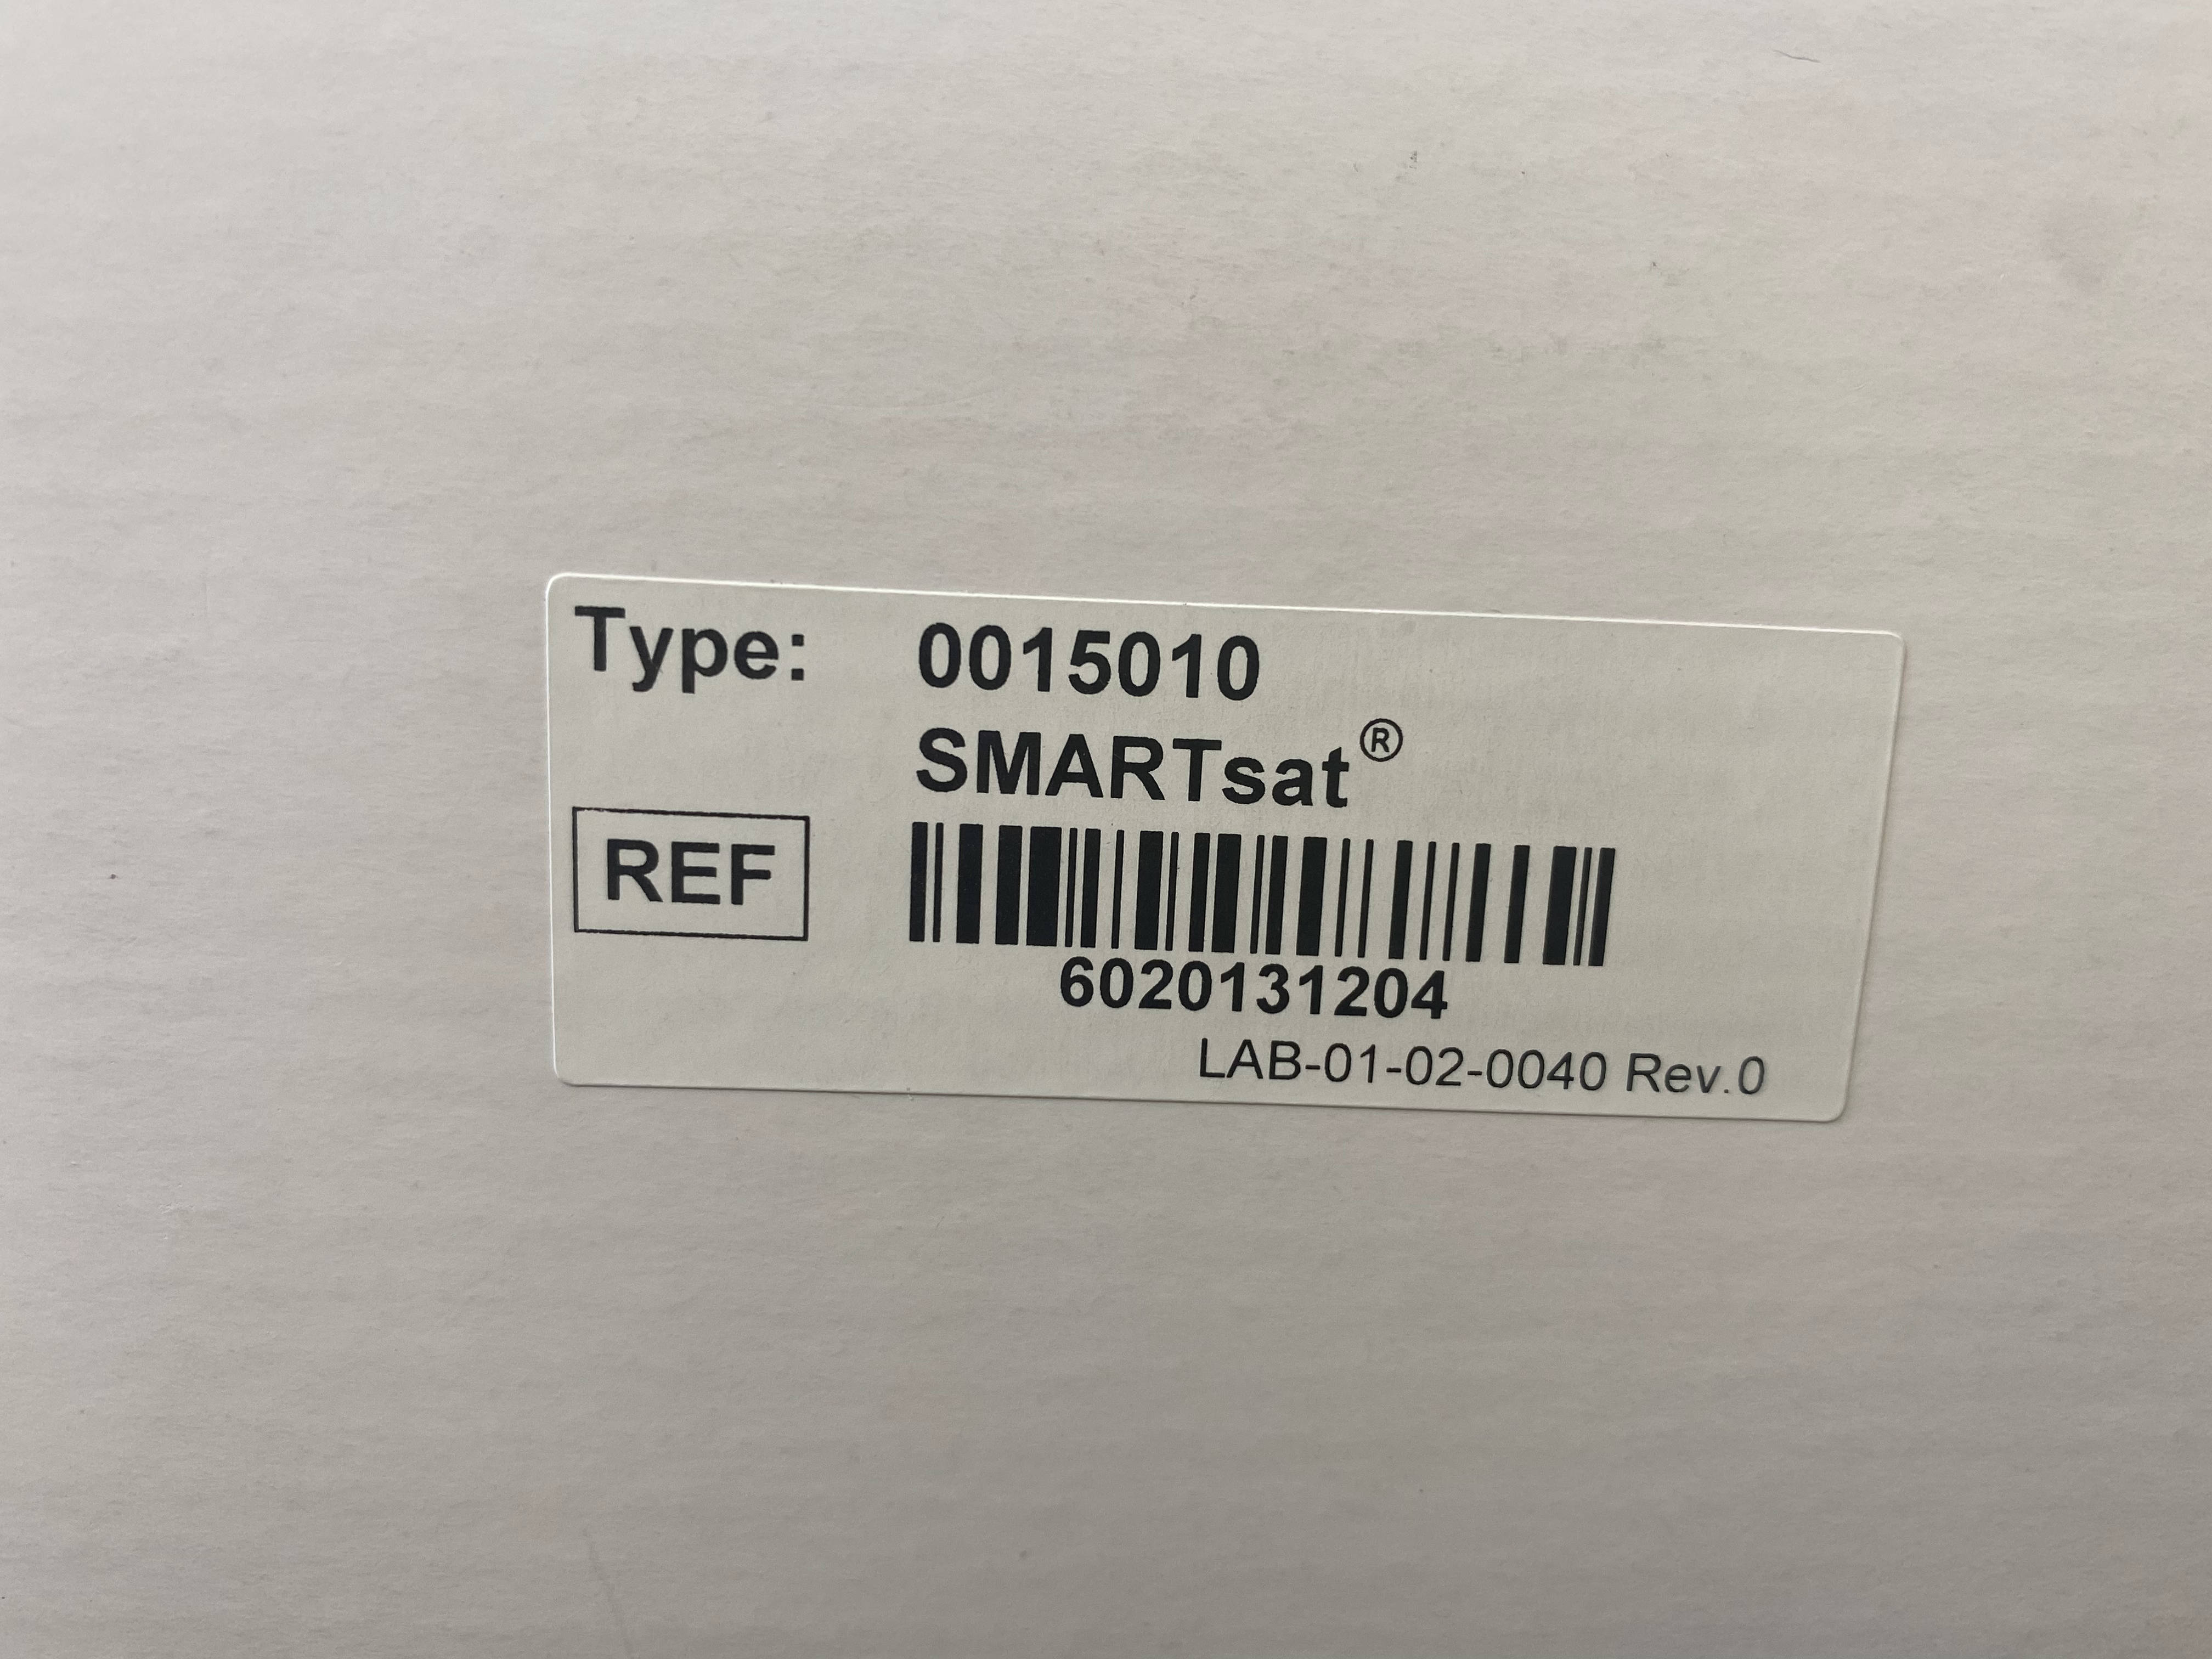 Type: 0015010
SMARTsat®
REF
6020131204
LAB-01-02-0040 Rev.0